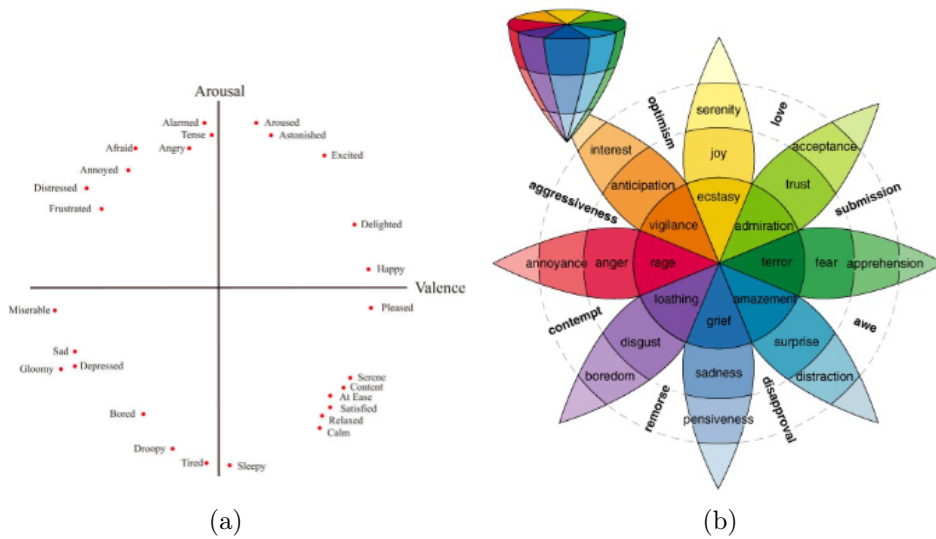 Arousal
Alarmed
Aroused
Tense
Astonished
Afraid
Angry
Excited
Annoyed
Distressed
Frustrated
Delighted
Happy
Valence
Miserable
Pleased
Sad
Gloomy
Depressed
Serene
Content
At Ease
Satisfied
Relaxed
Calm
Bored
Droopy
Tired
Sleepy
(a)
optimism
serenity
love
interest
joy
acceptance
anticipation
trust
aggressiveness
ecstasy
submission
vigilance
admiration
annoyance
anger
rage
terror
fear
apprehension
loathing
amazement
contempt
grief
awe
disgust
surprise
boredom
sadness
distraction
remorse
pensiveness
disapproval
(b)